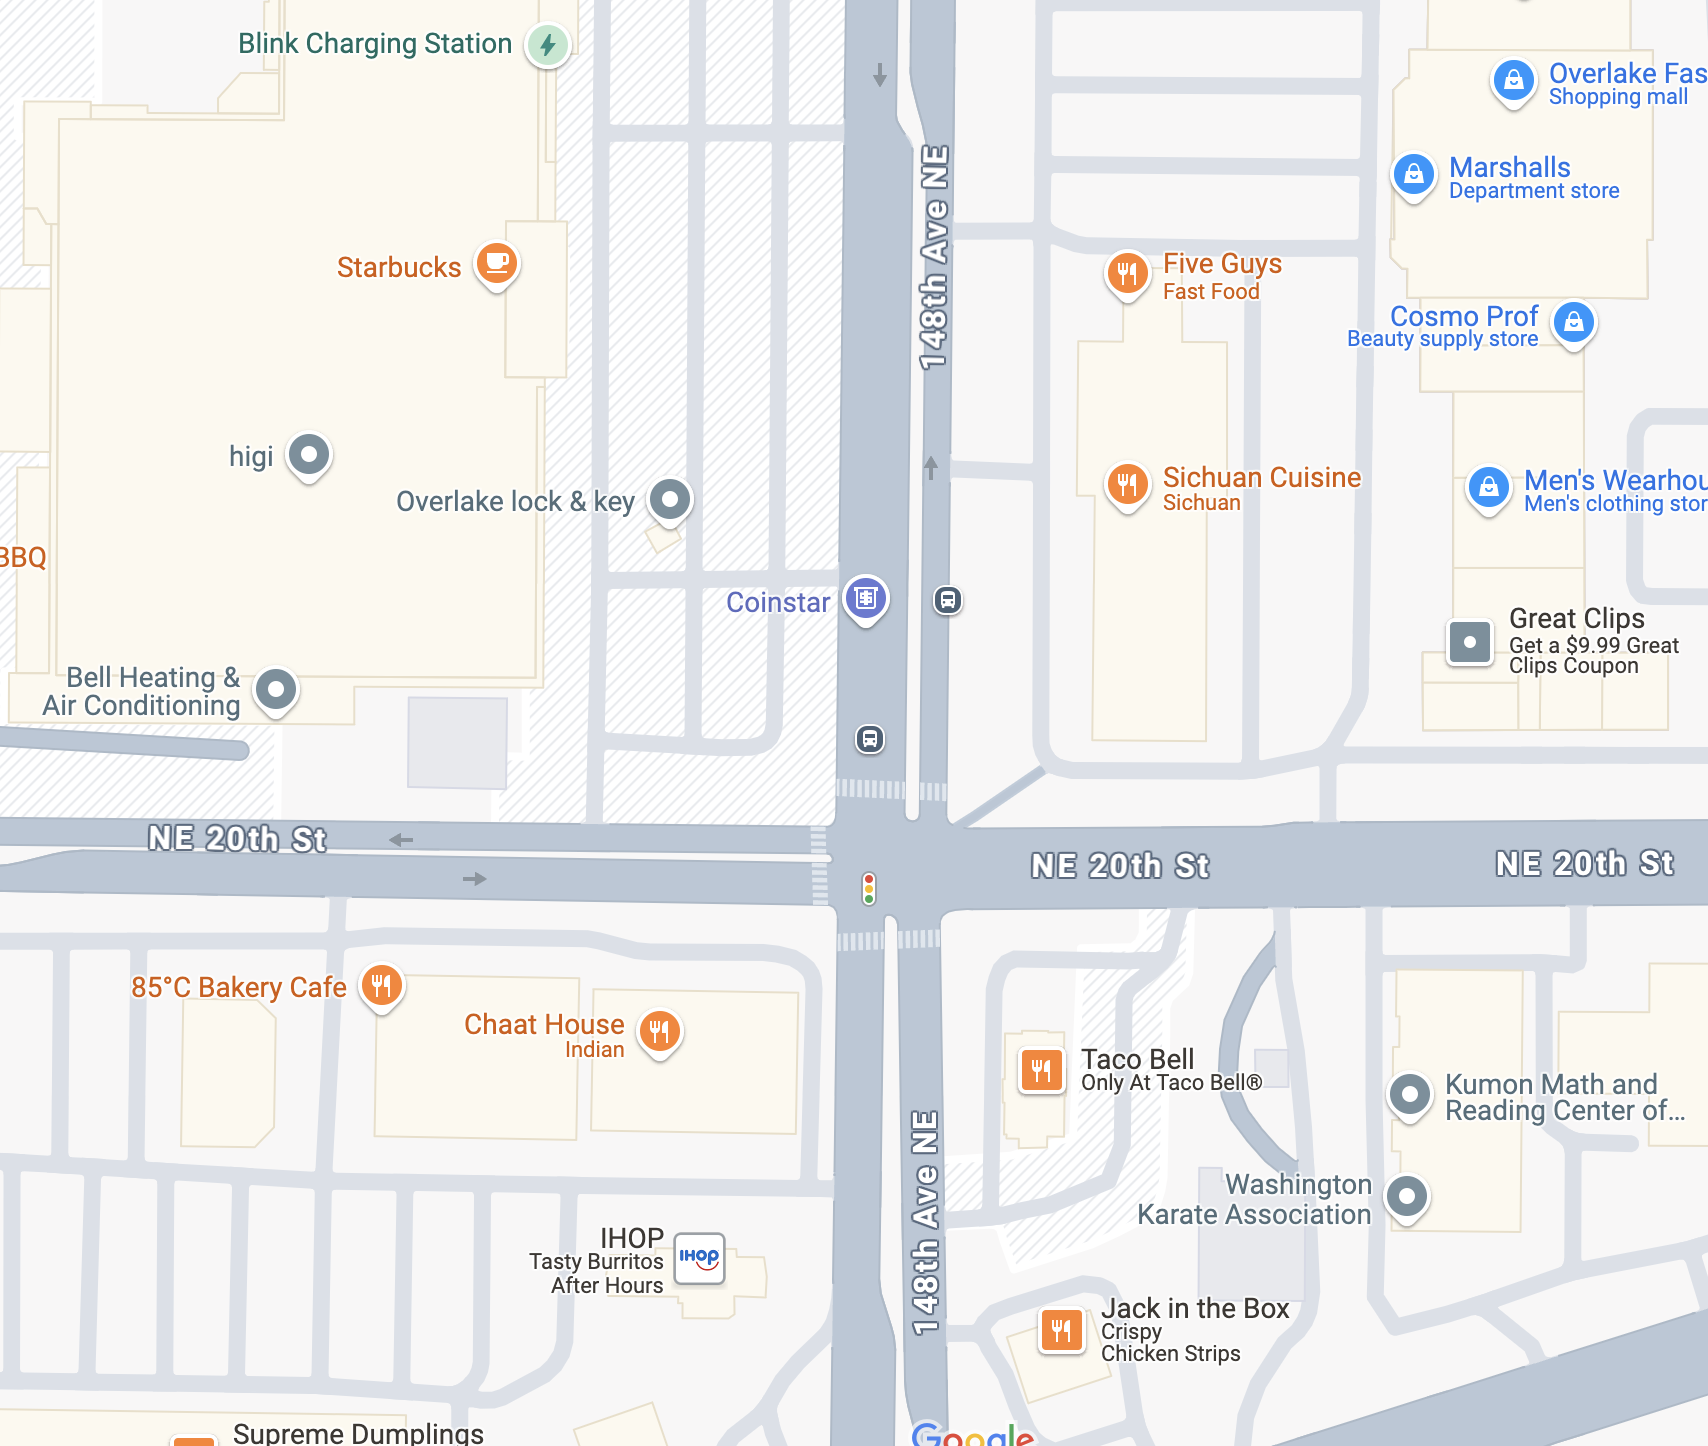 Blink Charging Station
Overlake Fas
Shopping mall
148th Ave NE
Marshalls
Department store
Starbucks
Five Guys
Fast Food
Cosmo Prof
Beauty supply store
higi
Overlake lock & key
Sichuan Cuisine
Sichuan
Men's Wearhou
Men's clothing stor
BBQ
Coinstar
Great Clips
Get a $9.99 Great
Clips Coupon
Bell Heating &
Air Conditioning
NE 20th St
NE 20th St
NE 20th St
85°C Bakery Cafe
Chaat House
Indian
Taco Bell
Only At Taco Bell®
Kumon Math and
Reading Center of...
148th Ave NE
Washington
Karate Association
IHOP
Tasty Burritos
After Hours
IHOP
Jack in the Box
Crispy
Chicken Strips
Supreme Dumplings
Google